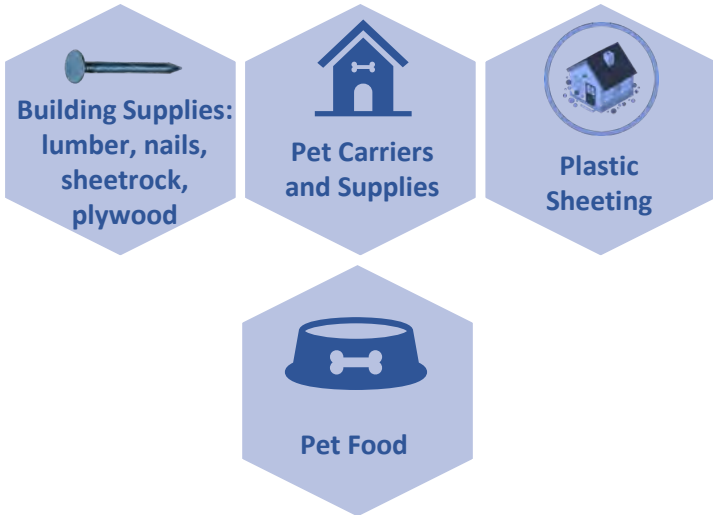 Building Supplies:
lumber, nails,
sheetrock,
plywood
Pet Carriers
and Supplies
Plastic
Sheeting
Pet Food